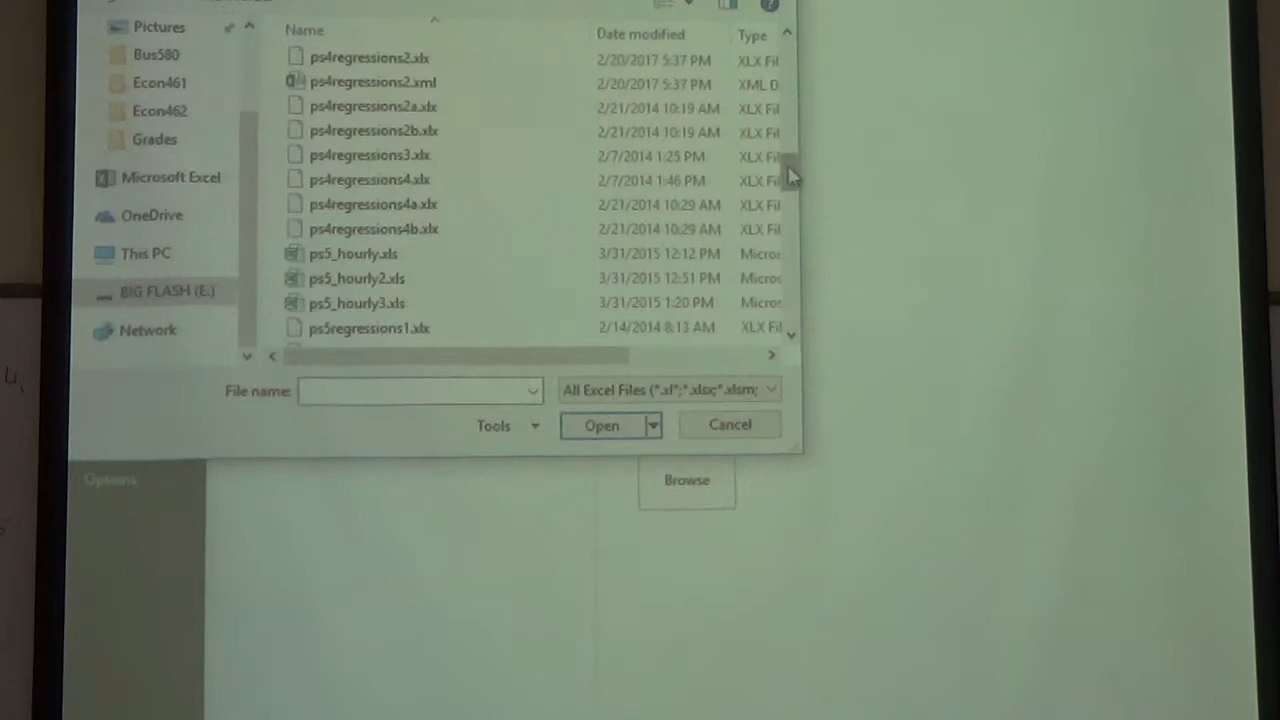 Pictures
Bus580
Econ461
Econ462
Grades
Microsoft Excel
OneDrive
This PC
BIG FLASH (E:)
Network
Name Date modified Type
ps4regressions2.xlx 2/20/2017 5:37 PM XLX Fil
ps4regressions2.xml 2/20/2017 5:37 PM XML D
ps4regressions2a.xlx 2/21/2014 10:19 AM XLX Fil
ps4regressions2b.xlx 2/21/2014 10:19 AM XLX Fil
ps4regressions3.xlx 2/7/2014 1:25 PM XLX Fil
ps4regressions4.xlx 2/7/2014 1:46 PM XLX Fil
ps4regressions4a.xlx 2/21/2014 10:29 AM XLX Fil
ps4regressions4b.xlx 2/21/2014 10:29 AM XLX Fil
ps5_hourly.xls 3/31/2015 12:12 PM Micros
ps5_hourly2.xls 3/31/2015 12:51 PM Micros
ps5_hourly3.xls 3/31/2015 1:20 PM Micros
ps5regressions1.xlx 2/14/2014 8:13 AM XLX Fil
File name: All Excel Files (*.xl*;*.xlsx;*.xlsm;
Tools Open Cancel
Options
Browse